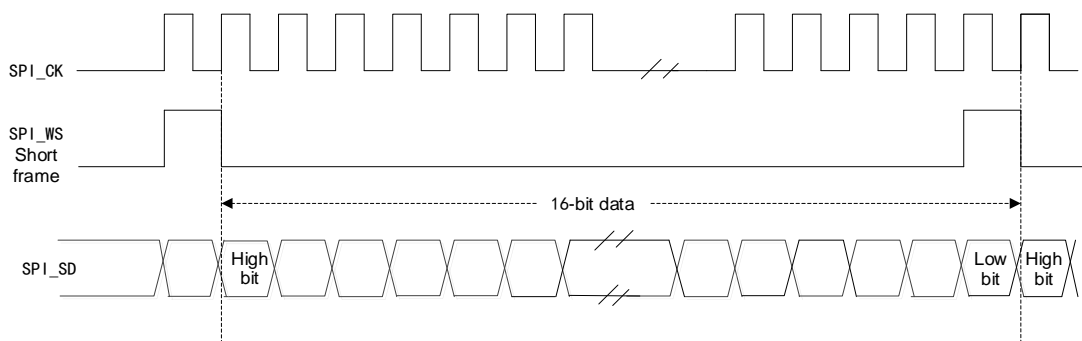 SPI_CK
SPI_WS
Short
frame
16-bit data
SPI_SD
High
bit
Low
bit
High
bit